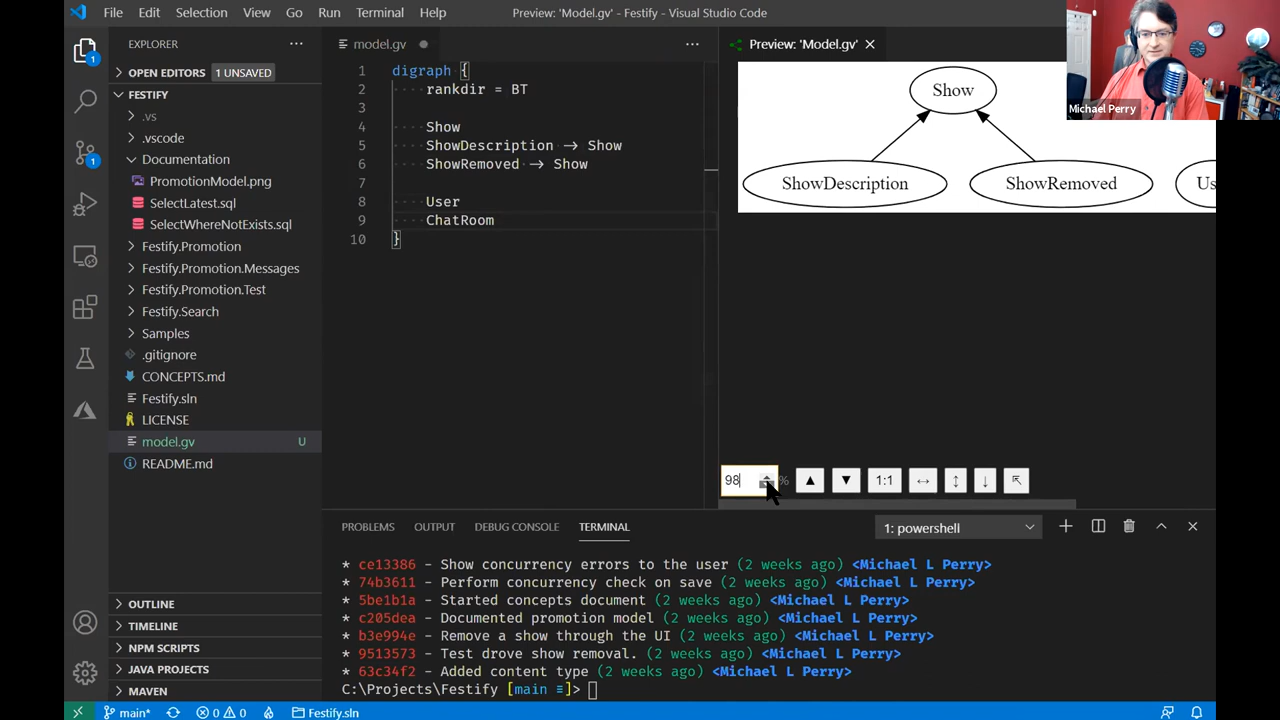 File Edit Selection View Go Run Terminal Help
Preview: 'Model.gv' - Festify - Visual Studio Code
Michael Perry
EXPLORER
OPEN EDITORS 1 UNSAVED
FESTIFY
.vs
.vscode
Documentation
PromotionModel.png
SelectLatest.sql
SelectWhereNotExists.sql
Festify.Promotion
Festify.Promotion.Messages
Festify.Promotion.Test
Festify.Search
Samples
.gitignore
CONCEPTS.md
Festify.sln
LICENSE
model.gv U
README.md
OUTLINE
TIMELINE
NPM SCRIPTS
JAVA PROJECTS
MAVEN
1
1
model.gv
1 digraph {
2 rankdir = BT
3
4 Show
5 ShowDescription -> Show
6 ShowRemoved -> Show
7
8 User
9 ChatRoom
10 }
Preview: 'Model.gv'
Show
ShowDescription ShowRemoved Us
98 % 1:1
PROBLEMS OUTPUT DEBUG CONSOLE TERMINAL 1: powershell
* ce13386 - Show concurrency errors to the user (2 weeks ago) <Michael L Perry>
* 74b3611 - Perform concurrency check on save (2 weeks ago) <Michael L Perry>
* 5be1b1a - Started concepts document (2 weeks ago) <Michael L Perry>
* c205dea - Documented promotion model (2 weeks ago) <Michael L Perry>
* b3e994e - Remove a show through the UI (2 weeks ago) <Michael L Perry>
* 9513573 - Test drove show removal. (2 weeks ago) <Michael L Perry>
* 63c34f2 - Added content type (2 weeks ago) <Michael L Perry>
C:\Projects\Festify [main ≡]>
main* 0 0 Festify.sln